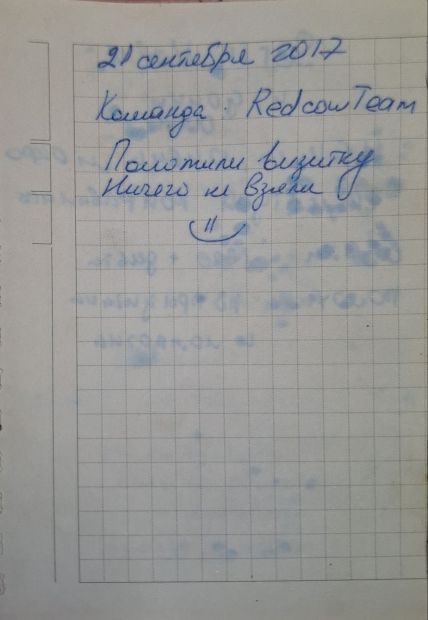 21 сентября 2017
Команда RedcowTeam
Положили визитку
Ничего не взяли